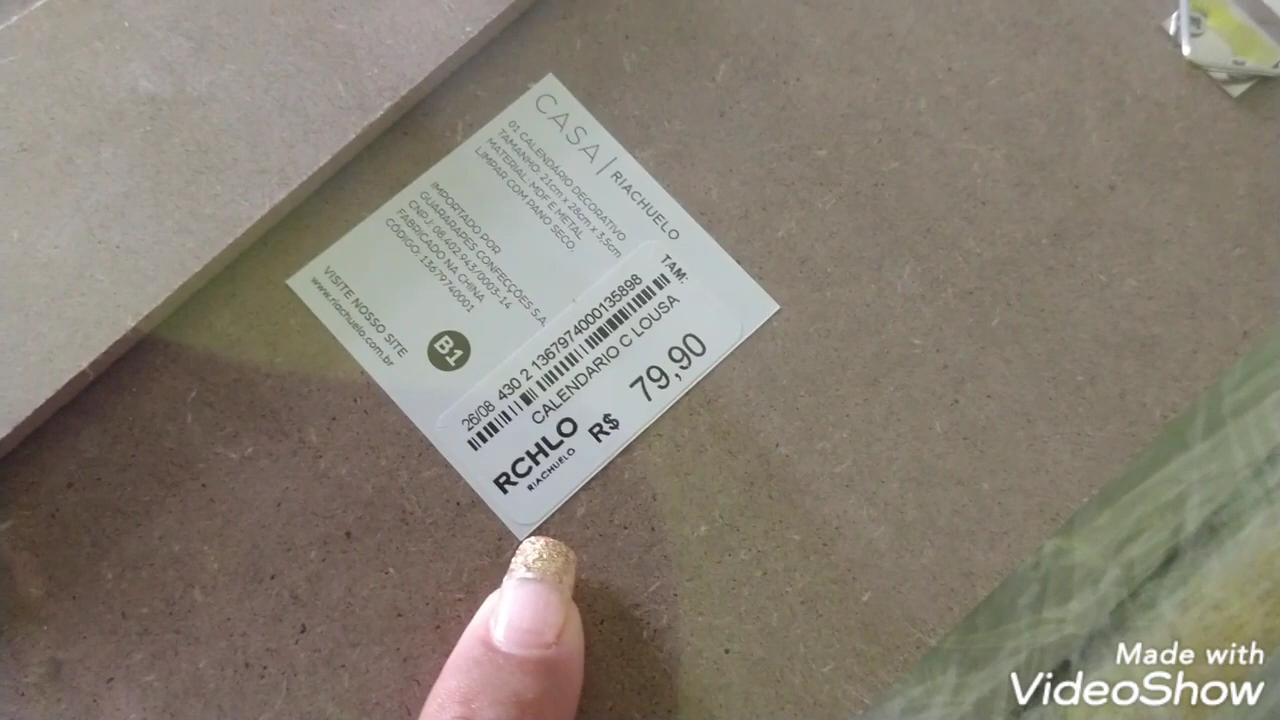 CASA | RIACHUELO
01 CALENDÁRIO DECORATIVO
TAMANHO: 21cm x 28cm x 3,5cm
MATERIAL: MDF E METAL
LIMPAR COM PANO SECO.
IMPORTADO POR
GUARARAPES CONFECÇÕES S.A.
CNPJ: 08.402.943/0003-14
FABRICADO NA CHINA
CÓDIGO: 13679740001
VISITE NOSSO SITE
www.riachuelo.com.br
B1
TAM:
26/08 430 2 1367974000135898
CALENDARIO C LOUSA
RCHLO
RIACHUELO
R$ 79,90
Made with
VideoShow